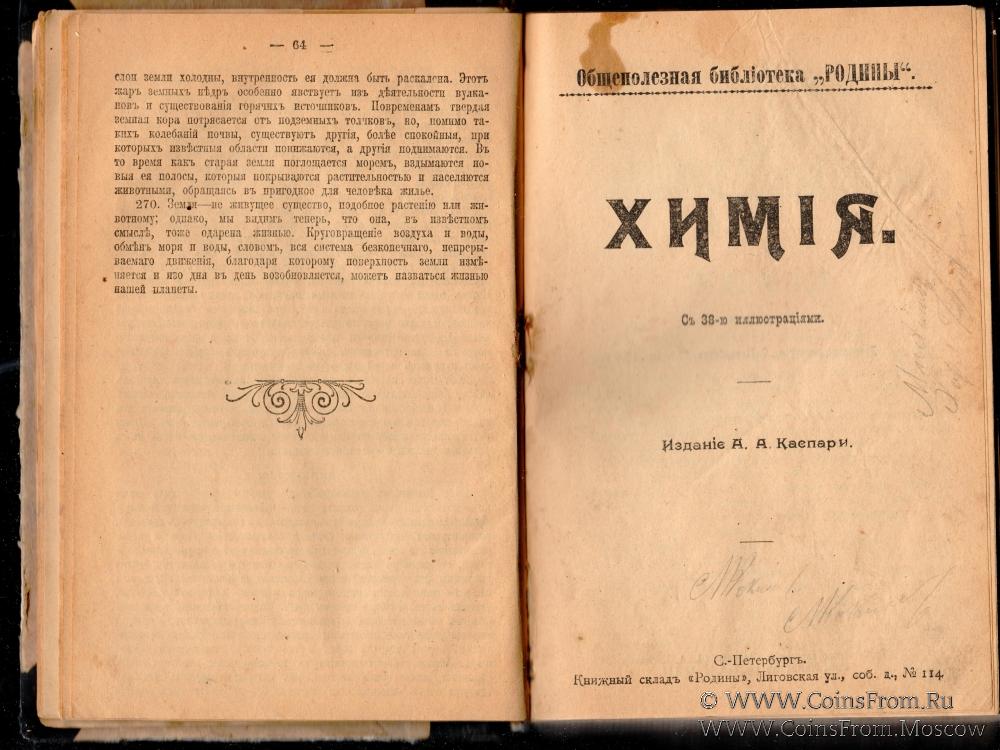 — 64 —
слои земли холодны, внутренность ея должна быть раскалена. Этотъ
жаръ земныхъ нѣдръ особенно явствуетъ изъ дѣятельности вулка-
новъ и существованія горячихъ источниковъ. Повременамъ твердая
земная кора потрясается отъ подземныхъ толчковъ, но, помимо та-
кихъ колебаній почвы, существуютъ другія, болѣе спокойныя, при
которыхъ извѣстныя области понижаются, а другія поднимаются. Въ
то время какъ старая земля поглощается моремъ, вздымаются но-
выя ея полосы, которыя покрываются растительностью и населяются
животными, обращаясь въ пригодное для человѣка жилье.
270. Земля—не живущее существо, подобное растенію или жи-
вотному; однако, мы видимъ теперь, что она, въ извѣстномъ
смыслѣ, тоже одарена жизнью. Круговращеніе воздуха и воды,
обмѣнъ моря и воды, словомъ, вся система безконечнаго, непреры-
ваемаго движенія, благодаря которому поверхность земли измѣ-
няется и изо дня въ день возобновляется, можетъ назваться жизнью
нашей планеты.
Общеполезная библіотека „РОДИНЫ“.
ХИМІЯ.
Съ 38-ю иллюстраціями.
Изданіе А. А. Каспари.
С.-Петербургъ.
Книжный складъ «Родины», Лиговская ул., соб. д., № 114.
© WWW.CoinsFrom.Ru
WWW.CoinsFrom.Moscow